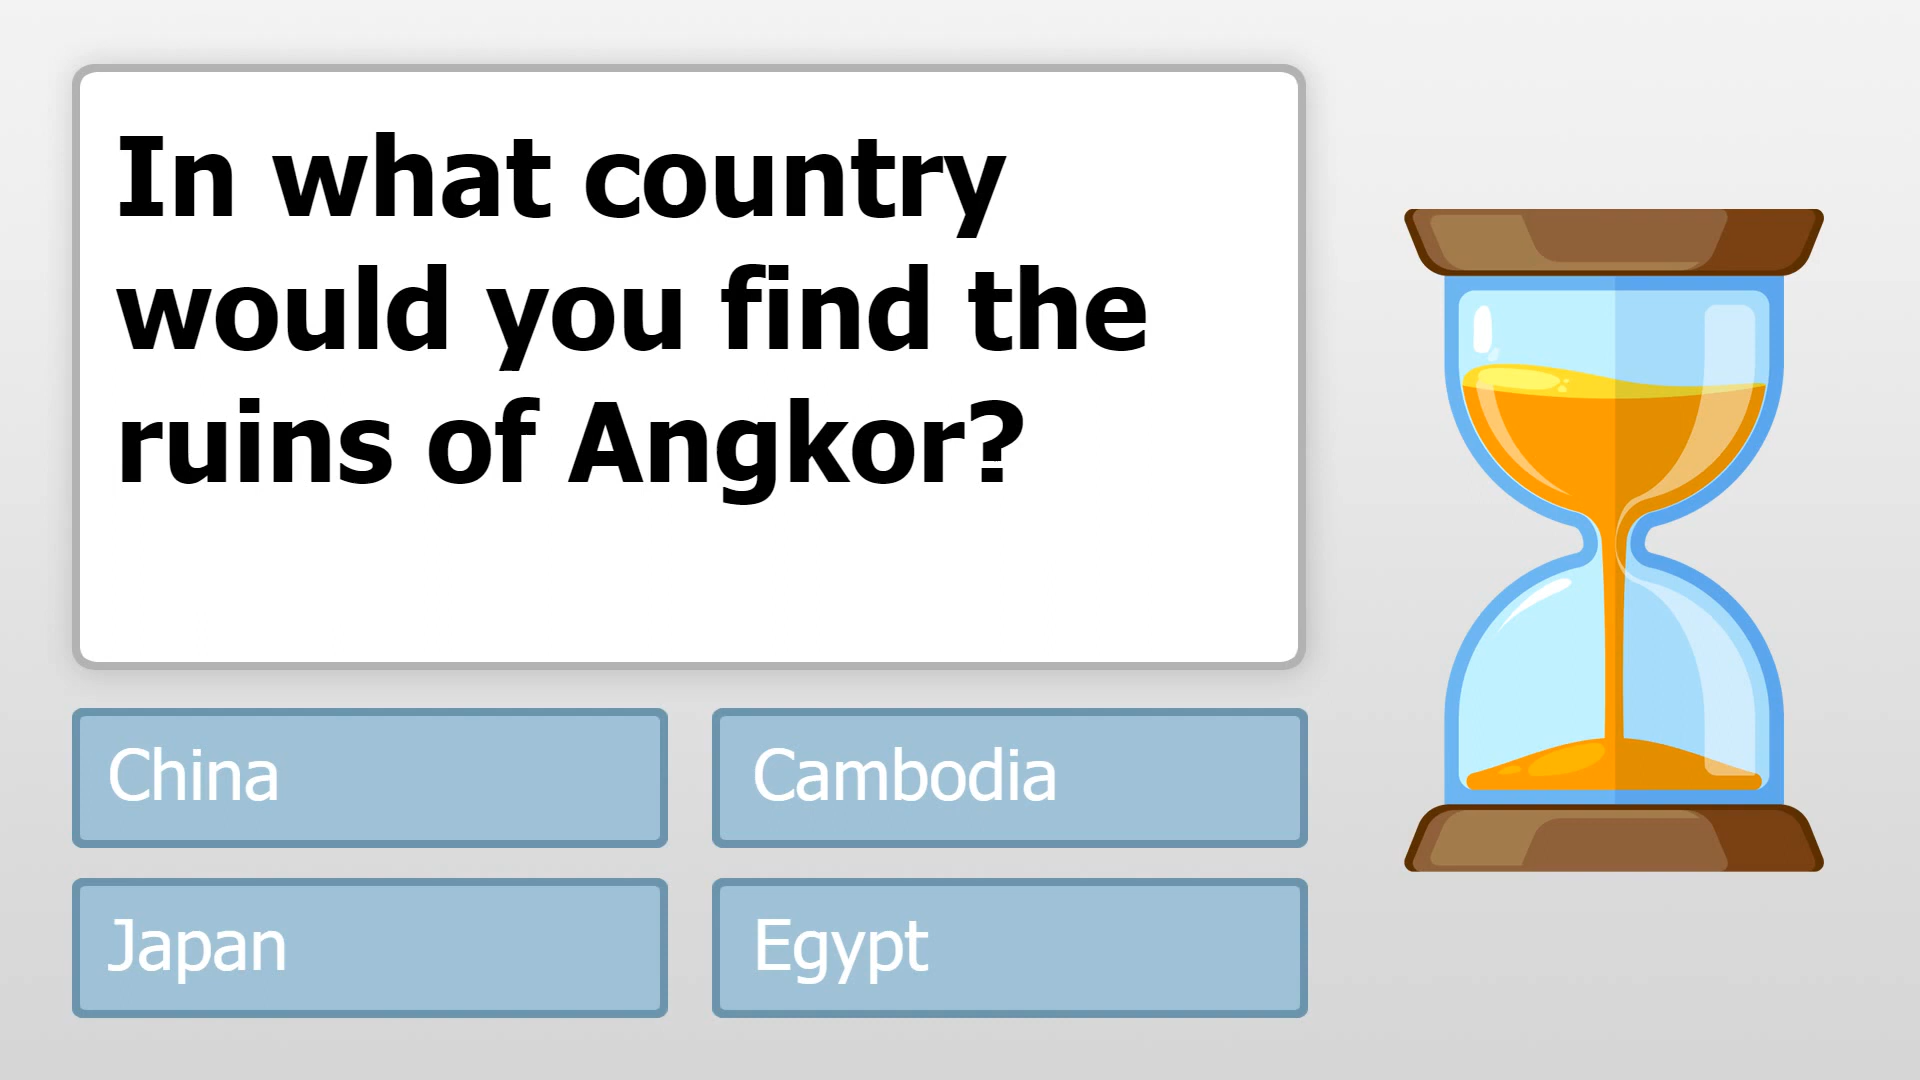 In what country
would you find the
ruins of Angkor?
China
Cambodia
Japan
Egypt